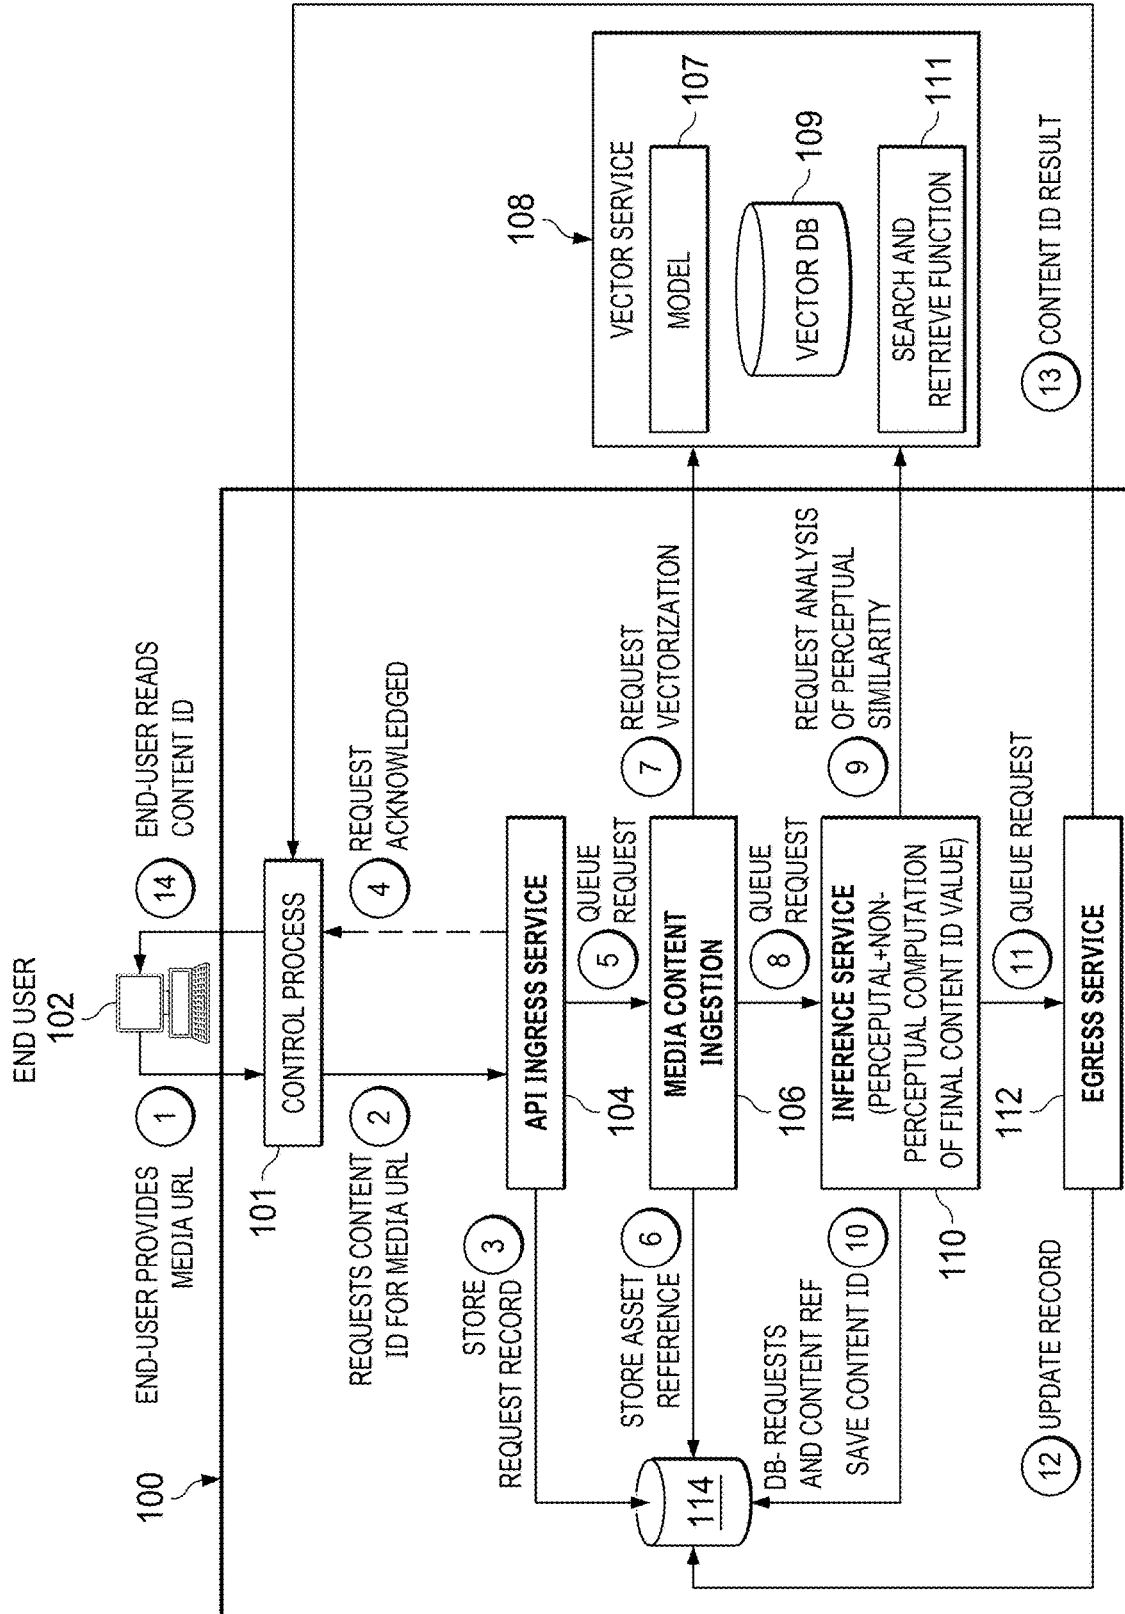 END USER
102
1
END-USER PROVIDES
MEDIA URL
14
END-USER READS
CONTENT ID
100
101
CONTROL PROCESS
REQUESTS CONTENT
ID FOR MEDIA URL
2
4
REQUEST
ACKNOWLEDGED
STORE
REQUEST RECORD
3
API INGRESS SERVICE
104
5
QUEUE
REQUEST
STORE ASSET
REFERENCE
6
MEDIA CONTENT
INGESTION
106
7
REQUEST
VECTORIZATION
8
QUEUE
REQUEST
114
DB- REQUESTS
AND CONTENT REF
SAVE CONTENT ID
10
INFERENCE SERVICE
(PERCEPUTAL+NON-
PERCEPTUAL COMPUTATION
OF FINAL CONTENT ID VALUE)
110
9
REQUEST ANALYSIS
OF PERCEPTUAL
SIMILARITY
11
QUEUE REQUEST
112
EGRESS SERVICE
12
UPDATE RECORD
13
CONTENT ID RESULT
108
VECTOR SERVICE
MODEL
107
VECTOR DB
109
SEARCH AND
RETRIEVE FUNCTION
111